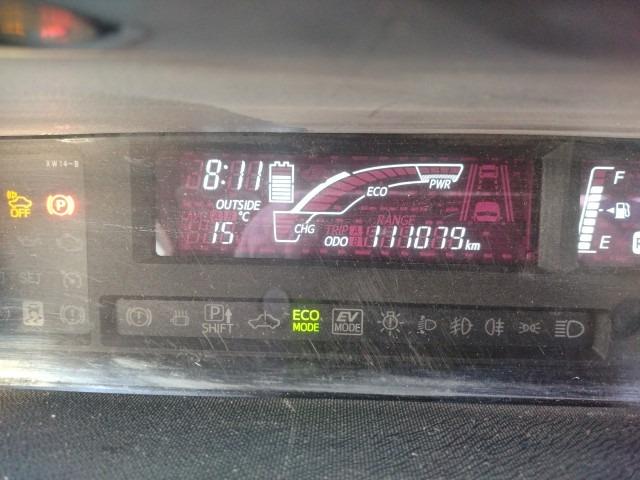 XW14-B
8:11
OUTSIDE
15 °C
CHG
ECO
PWR
RANGE
TRIP A
ODO B 111079 km
F
E
OFF
P
P
SHIFT
ECO
MODE
EV
MODE